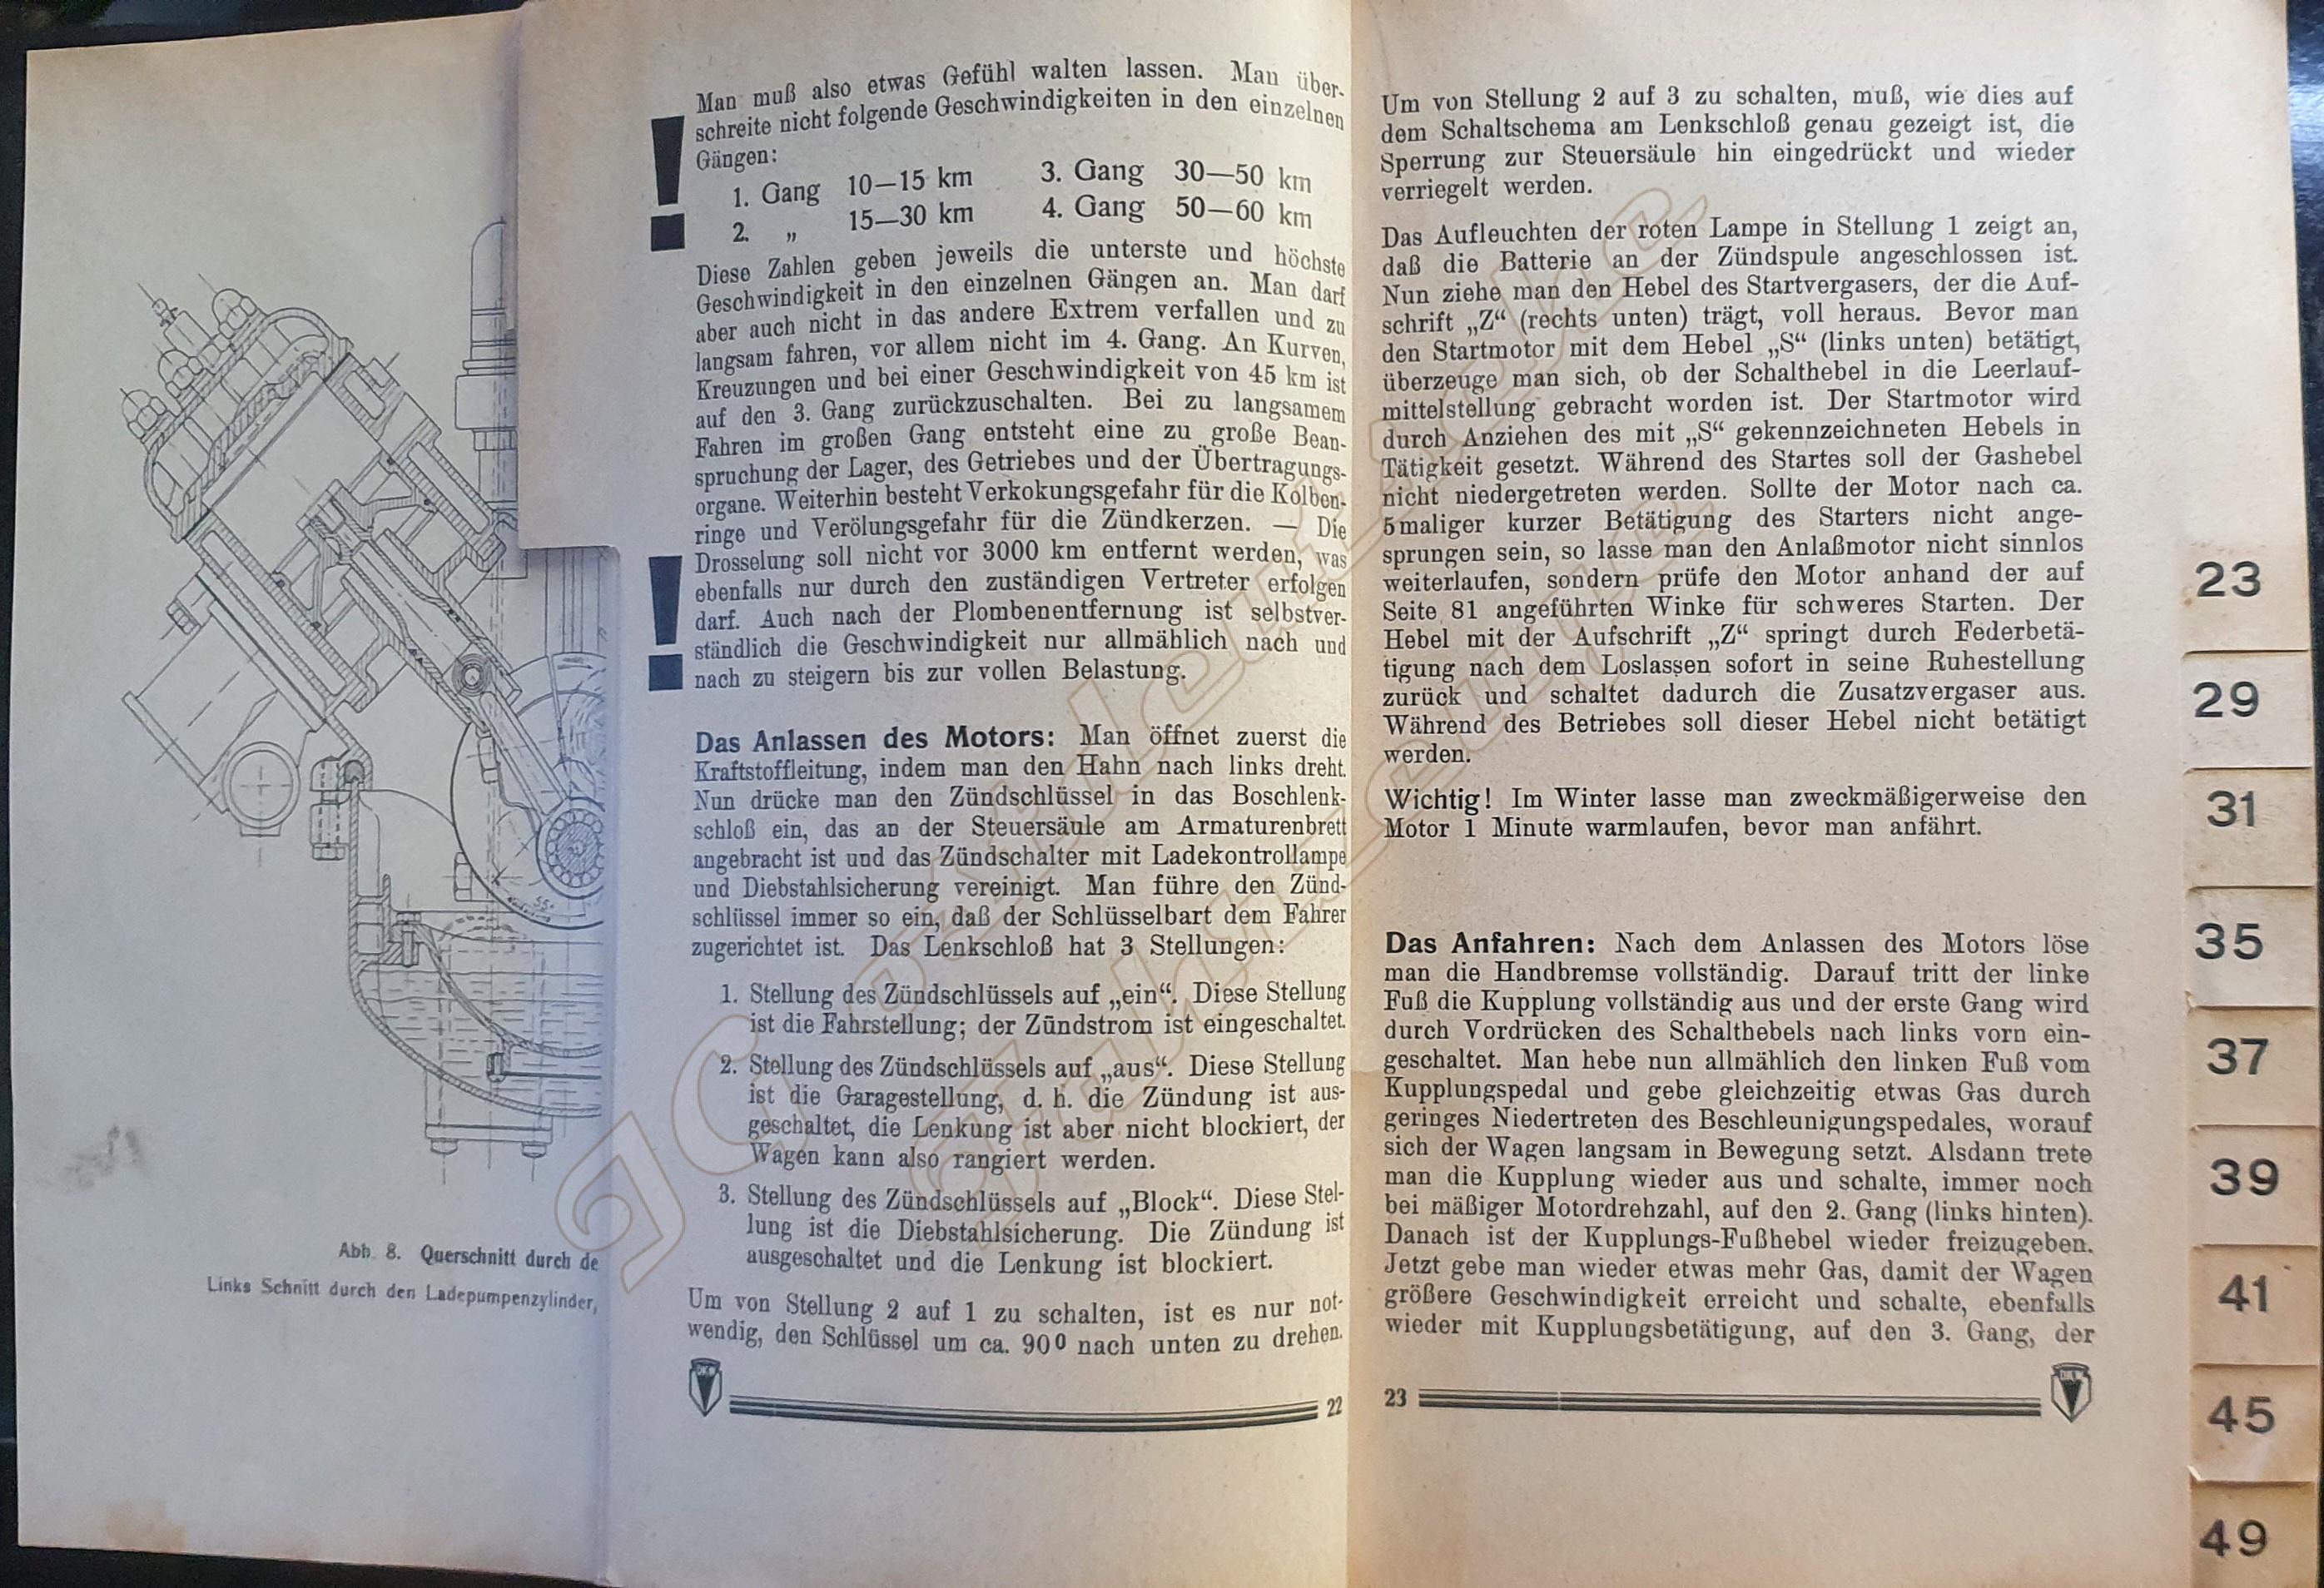 Abb. 8. Querschnitt durch de
Links Schnitt durch den Ladepumpenzylinder,
Man muß also etwas Gefühl walten lassen. Man über-
schreite nicht folgende Geschwindigkeiten in den einzelnen
Gängen:
1. Gang 10—15 km 3. Gang 30—50 km
2. „ 15—30 km 4. Gang 50—60 km
Diese Zahlen geben jeweils die unterste und höchste
Geschwindigkeit in den einzelnen Gängen an. Man darf
aber auch nicht in das andere Extrem verfallen und zu
langsam fahren, vor allem nicht im 4. Gang. An Kurven,
Kreuzungen und bei einer Geschwindigkeit von 45 km ist
auf den 3. Gang zurückzuschalten. Bei zu langsamem
Fahren im großen Gang entsteht eine zu große Bean-
spruchung der Lager, des Getriebes und der Übertragungs-
organe. Weiterhin besteht Verkokungsgefahr für die Kolben-
ringe und Verölungsgefahr für die Zündkerzen. — Die
Drosselung soll nicht vor 3000 km entfernt werden, was
ebenfalls nur durch den zuständigen Vertreter erfolgen
darf. Auch nach der Plombenentfernung ist selbstver-
ständlich die Geschwindigkeit nur allmählich nach und
nach zu steigern bis zur vollen Belastung.
Das Anlassen des Motors: Man öffnet zuerst die
Kraftstoffleitung, indem man den Hahn nach links dreht.
Nun drücke man den Zündschlüssel in das Boschlenk-
schloß ein, das an der Steuersäule am Armaturenbrett
angebracht ist und das Zündschalter mit Ladekontrollampe
und Diebstahlsicherung vereinigt. Man führe den Zünd-
schlüssel immer so ein, daß der Schlüsselbart dem Fahrer
zugerichtet ist. Das Lenkschloß hat 3 Stellungen:
1. Stellung des Zündschlüssels auf „ein“. Diese Stellung
ist die Fahrstellung; der Zündstrom ist eingeschaltet.
2. Stellung des Zündschlüssels auf „aus“. Diese Stellung
ist die Garagestellung, d. h. die Zündung ist aus-
geschaltet, die Lenkung ist aber nicht blockiert, der
Wagen kann also rangiert werden.
3. Stellung des Zündschlüssels auf „Block“. Diese Stel-
lung ist die Diebstahlsicherung. Die Zündung ist
ausgeschaltet und die Lenkung ist blockiert.
Um von Stellung 2 auf 1 zu schalten, ist es nur not-
wendig, den Schlüssel um ca. 90⁰ nach unten zu drehen.
DKW
22
Um von Stellung 2 auf 3 zu schalten, muß, wie dies auf
dem Schaltschema am Lenkschloß genau gezeigt ist, die
Sperrung zur Steuersäule hin eingedrückt und wieder
verriegelt werden.
Das Aufleuchten der roten Lampe in Stellung 1 zeigt an,
daß die Batterie an der Zündspule angeschlossen ist.
Nun ziehe man den Hebel des Startvergasers, der die Auf-
schrift „Z“ (rechts unten) trägt, voll heraus. Bevor man
den Startmotor mit dem Hebel „S“ (links unten) betätigt,
überzeuge man sich, ob der Schalthebel in die Leerlauf-
mittelstellung gebracht worden ist. Der Startmotor wird
durch Anziehen des mit „S“ gekennzeichneten Hebels in
Tätigkeit gesetzt. Während des Startes soll der Gashebel
nicht niedergetreten werden. Sollte der Motor nach ca.
5maliger kurzer Betätigung des Starters nicht ange-
sprungen sein, so lasse man den Anlaßmotor nicht sinnlos
weiterlaufen, sondern prüfe den Motor anhand der auf
Seite 81 angeführten Winke für schweres Starten. Der
Hebel mit der Aufschrift „Z“ springt durch Federbetä-
tigung nach dem Loslassen sofort in seine Ruhestellung
zurück und schaltet dadurch die Zusatzvergaser aus.
Während des Betriebes soll dieser Hebel nicht betätigt
werden.
Wichtig! Im Winter lasse man zweckmäßigerweise den
Motor 1 Minute warmlaufen, bevor man anfährt.
Das Anfahren: Nach dem Anlassen des Motors löse
man die Handbremse vollständig. Darauf tritt der linke
Fuß die Kupplung vollständig aus und der erste Gang wird
durch Vordrücken des Schalthebels nach links vorn ein-
geschaltet. Man hebe nun allmählich den linken Fuß vom
Kupplungspedal und gebe gleichzeitig etwas Gas durch
geringes Niedertreten des Beschleunigungspedales, worauf
sich der Wagen langsam in Bewegung setzt. Alsdann trete
man die Kupplung wieder aus und schalte, immer noch
bei mäßiger Motordrehzahl, auf den 2. Gang (links hinten).
Danach ist der Kupplungs-Fußhebel wieder freizugeben.
Jetzt gebe man wieder etwas mehr Gas, damit der Wagen
größere Geschwindigkeit erreicht und schalte, ebenfalls
wieder mit Kupplungsbetätigung, auf den 3. Gang, der
23
DKW
23
29
31
35
37
39
41
45
49